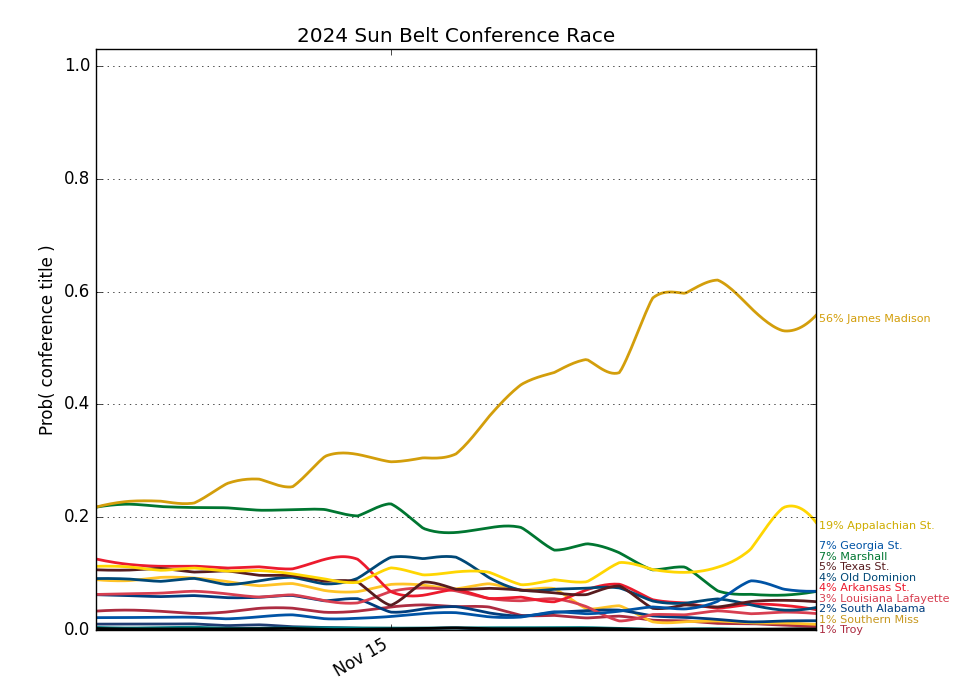 2024 Sun Belt Conference Race
Prob( conference title )
1.0
0.8
0.6
0.4
0.2
0.0
Nov 15
56% James Madison
19% Appalachian St.
7% Georgia St.
7% Marshall
5% Texas St.
4% Old Dominion
4% Arkansas St.
3% Louisiana Lafayette
2% South Alabama
1% Southern Miss
1% Troy